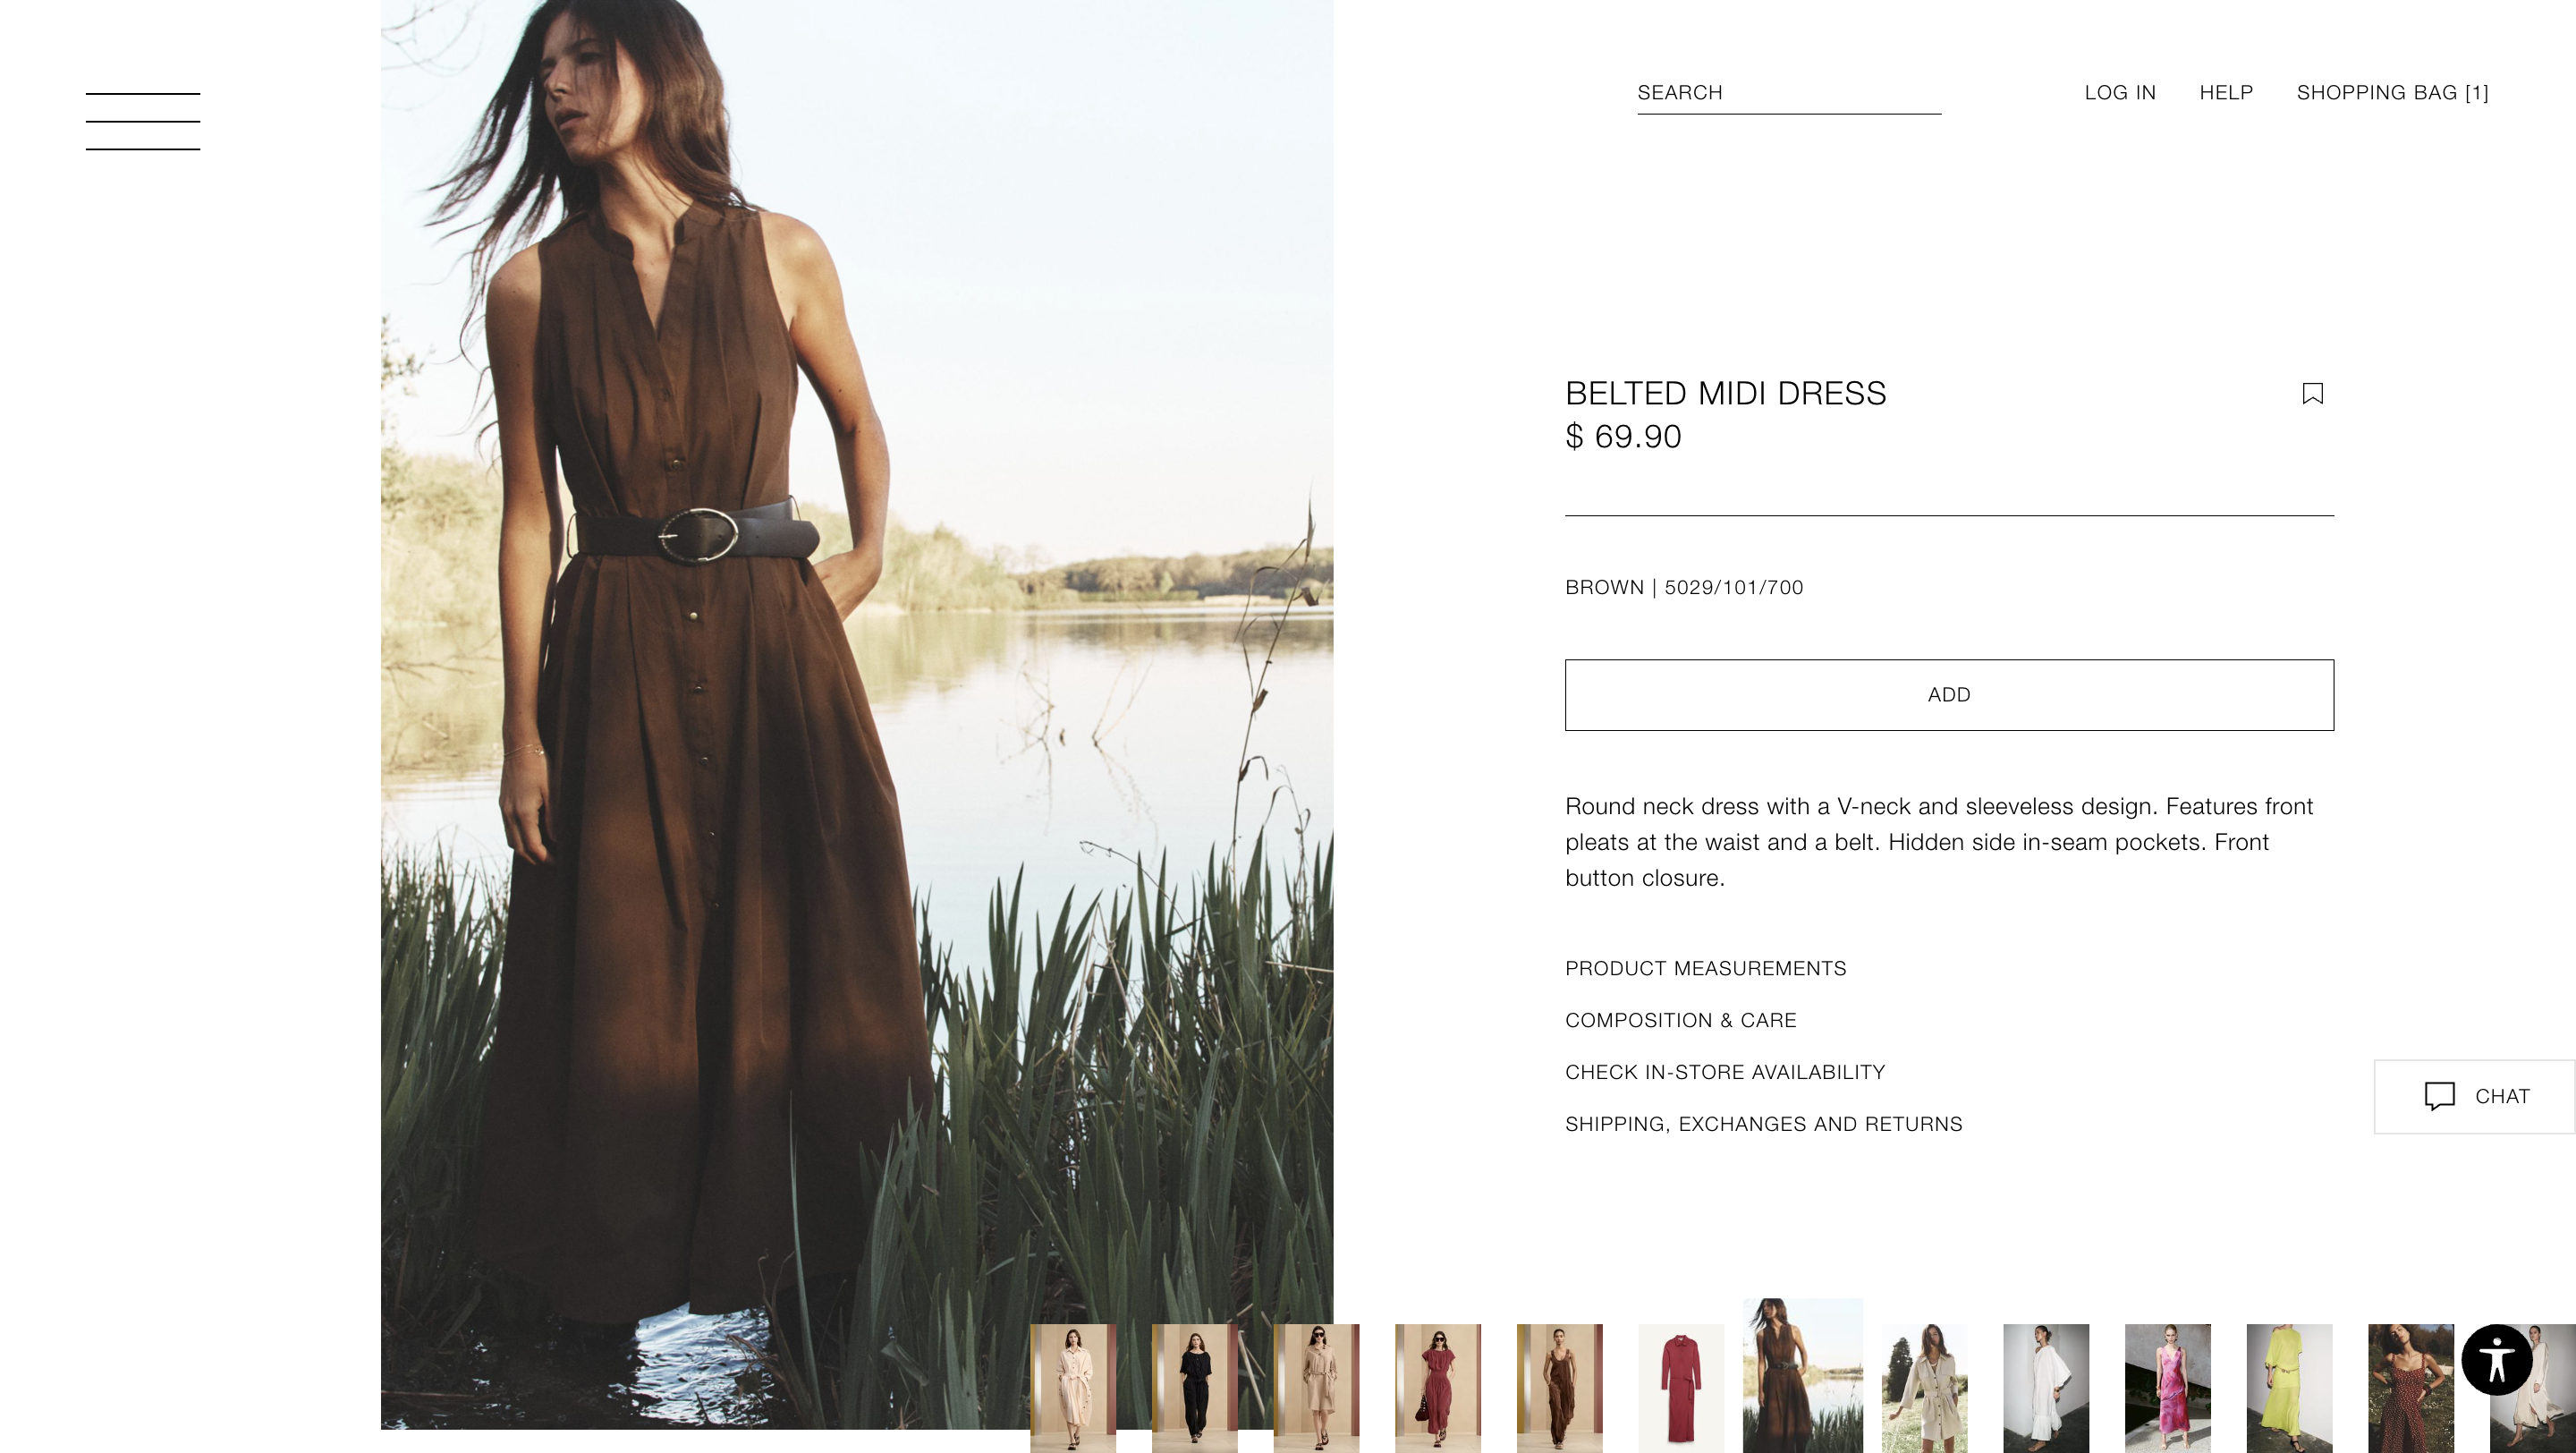 SEARCH
LOG IN
HELP
SHOPPING BAG [1]
BELTED MIDI DRESS
$ 69.90
BROWN | 5029/101/700
ADD
Round neck dress with a V-neck and sleeveless design. Features front
pleats at the waist and a belt. Hidden side in-seam pockets. Front
button closure.
PRODUCT MEASUREMENTS
COMPOSITION & CARE
CHECK IN-STORE AVAILABILITY
SHIPPING, EXCHANGES AND RETURNS
CHAT